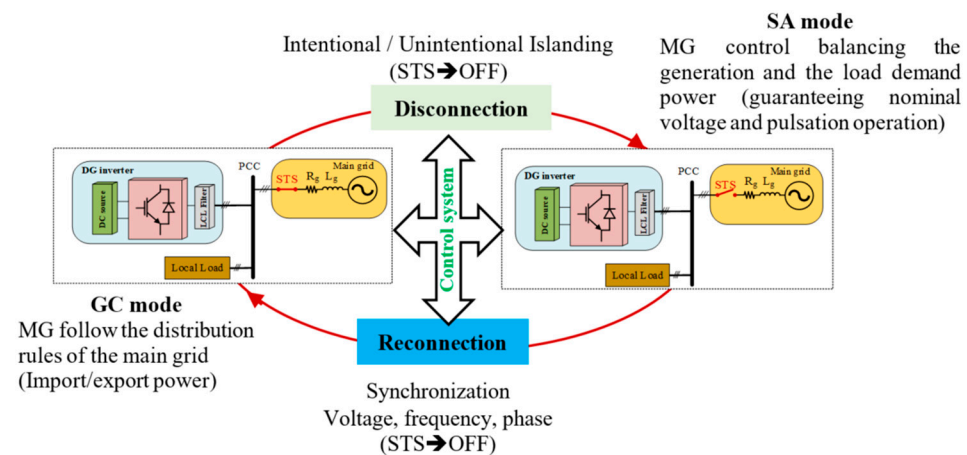 Intentional / Unintentional Islanding
(STS➔OFF)
Disconnection
SA mode
MG control balancing the
generation and the load demand
power (guaranteeing nominal
voltage and pulsation operation)
DG inverter
DC source
LCL Filter
PCC
Main grid
STS
Rg Lg
Local Load
Control system
DG inverter
DC source
LCL Filter
PCC
Main grid
STS
Rg Lg
Local Load
GC mode
MG follow the distribution
rules of the main grid
(Import/export power)
Reconnection
Synchronization
Voltage, frequency, phase
(STS➔OFF)